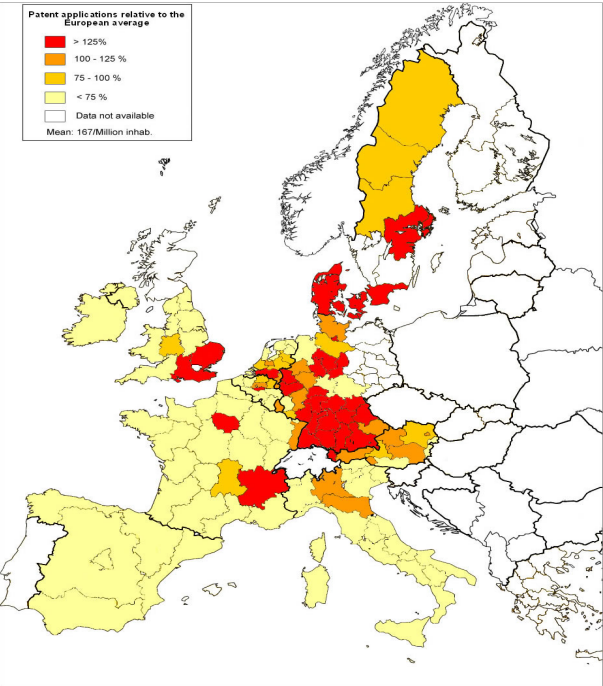 Patent applications relative to the
European average
> 125%
100 - 125 %
75 - 100 %
< 75 %
Data not available
Mean: 167/Million inhab.